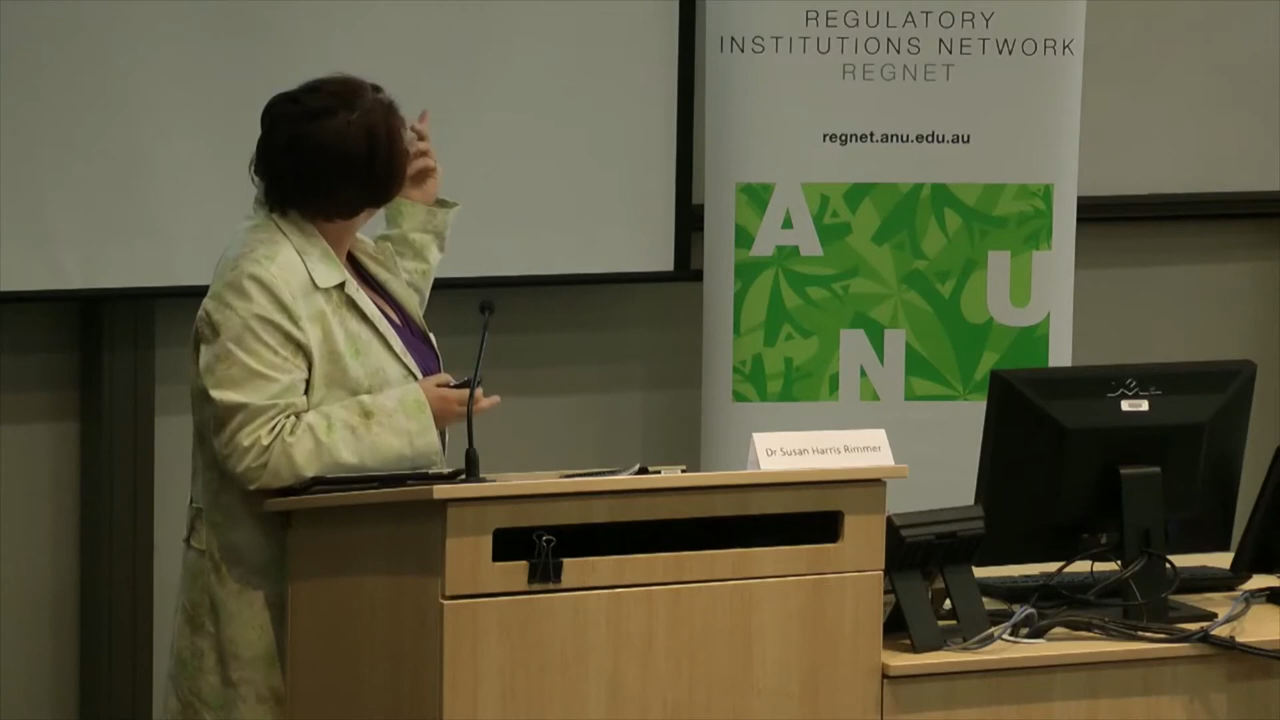 REGULATORY
INSTITUTIONS NETWORK
REGNET
regnet.anu.edu.au
A
U
N
Dr Susan Harris Rimmer